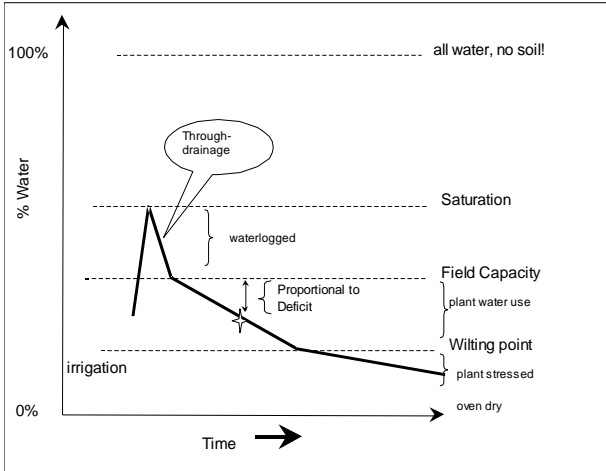 100%
all water, no soil!
Through-
drainage
% Water
Saturation
waterlogged
Field Capacity
Proportional to
Deficit
plant water use
Wilting point
irrigation
plant stressed
0%
oven dry
Time